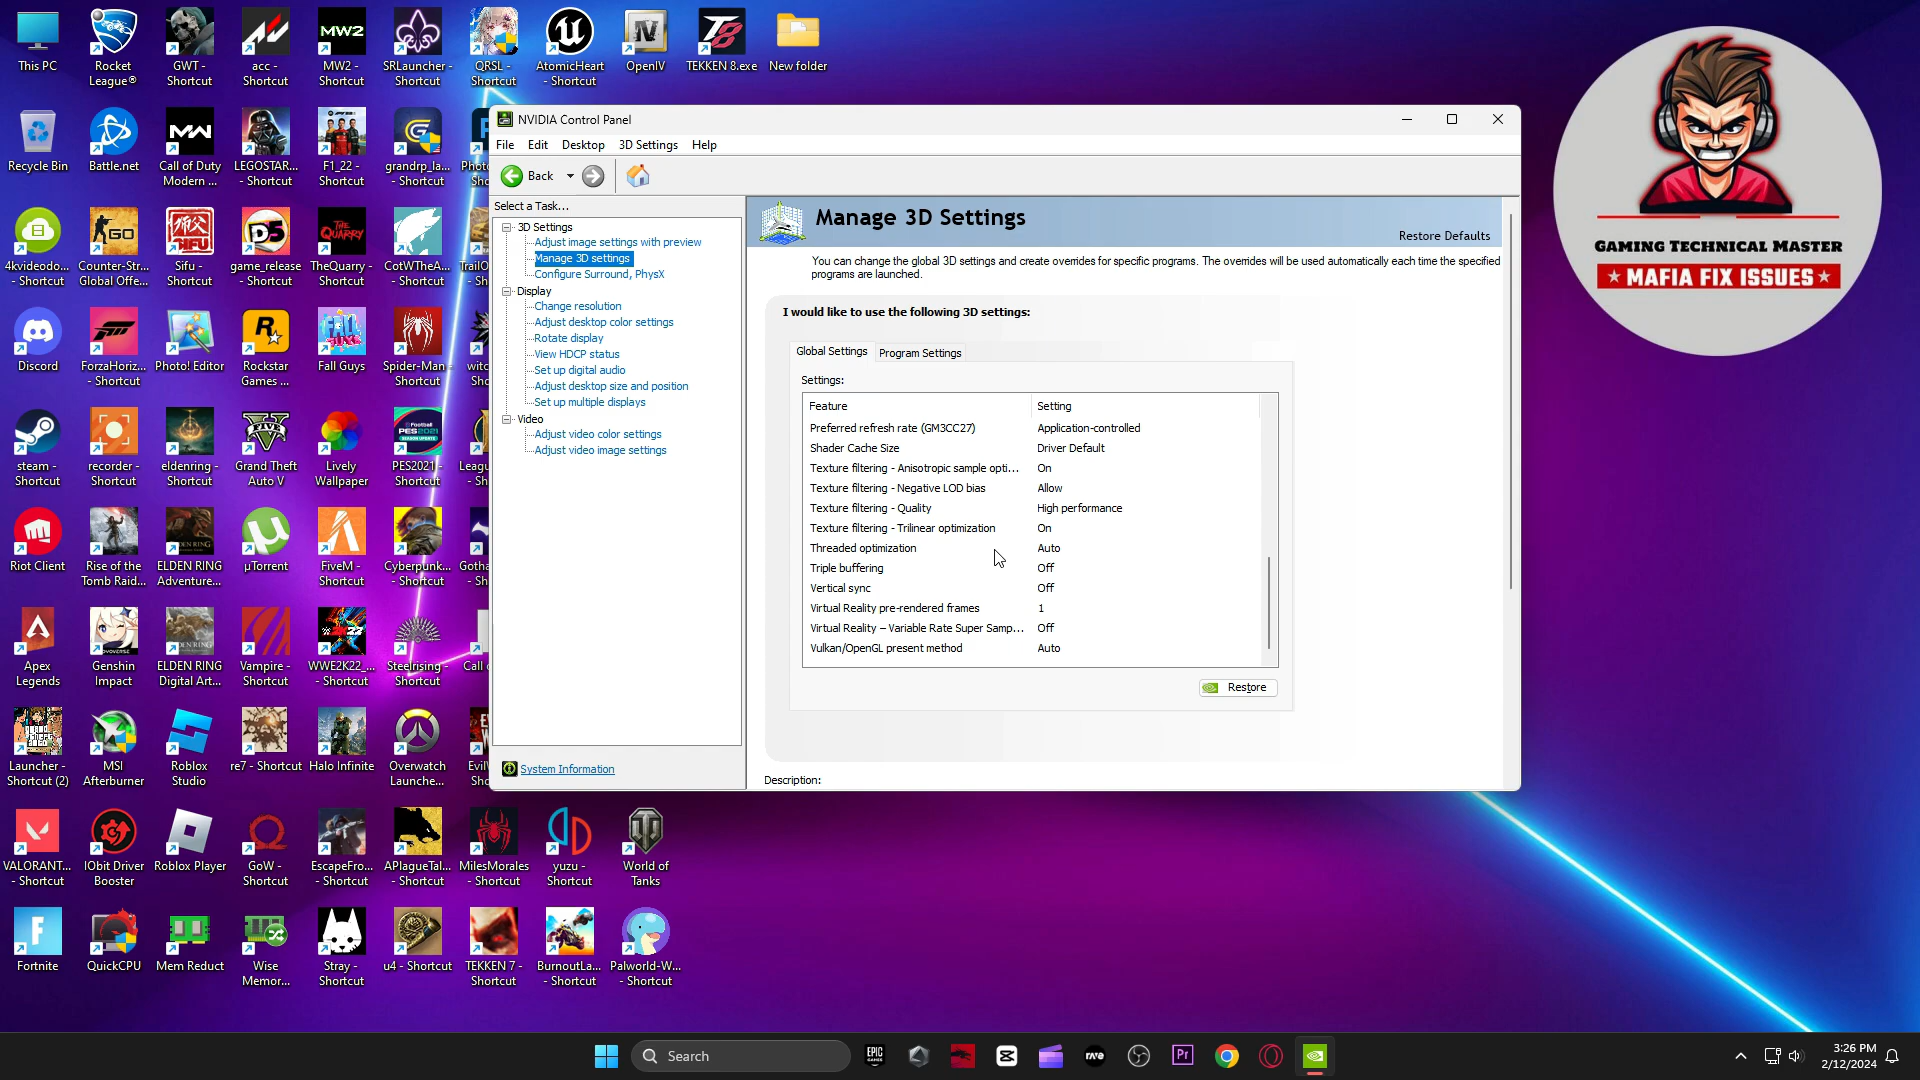 This PC
Rocket
League®
GWT -
Shortcut
acc -
Shortcut
MW2 -
Shortcut
SRLauncher -
Shortcut
QRSL -
Shortcut
AtomicHeart
- Shortcut
OpenIV
TEKKEN 8.exe
New folder
Recycle Bin
Battle.net
Call of Duty
Modern ...
LEGOSTAR...
- Shortcut
F1_22 -
Shortcut
grandrp_la...
- Shortcut
4kvideodo...
- Shortcut
Counter-Str...
Global Offe...
Sifu -
Shortcut
game_release
- Shortcut
TheQuarry -
Shortcut
CotWTheA...
- Shortcut
Discord
ForzaHoriz...
- Shortcut
Photo! Editor
Rockstar
Games ...
Fall Guys
Spider-Man -
Shortcut
steam -
Shortcut
recorder -
Shortcut
eldenring -
Shortcut
Grand Theft
Auto V
Lively
Wallpaper
PES2021 -
Shortcut
Riot Client
Rise of the
Tomb Raid...
ELDEN RING
Adventure...
µTorrent
FiveM -
Shortcut
Cyberpunk...
- Shortcut
Apex
Legends
Genshin
Impact
ELDEN RING
Digital Art...
Vampire -
Shortcut
WWE2K22_...
- Shortcut
Steelrising -
Shortcut
Launcher -
Shortcut (2)
MSI
Afterburner
Roblox
Studio
re7 - Shortcut
Halo Infinite
Overwatch
Launche...
VALORANT...
- Shortcut
IObit Driver
Booster
Roblox Player
GoW -
Shortcut
EscapeFro...
- Shortcut
APlagueTal...
- Shortcut
MilesMorales
- Shortcut
yuzu -
Shortcut
World of
Tanks
Fortnite
QuickCPU
Mem Reduct
Wise
Memor...
Stray -
Shortcut
u4 - Shortcut
TEKKEN 7 -
Shortcut
BurnoutLa...
- Shortcut
Palworld-W...
- Shortcut
NVIDIA Control Panel
File Edit Desktop 3D Settings Help
Back
Select a Task...
3D Settings
Adjust image settings with preview
Manage 3D settings
Configure Surround, PhysX
Display
Change resolution
Adjust desktop color settings
Rotate display
View HDCP status
Set up digital audio
Adjust desktop size and position
Set up multiple displays
Video
Adjust video color settings
Adjust video image settings
System Information
Manage 3D Settings
Restore Defaults
You can change the global 3D settings and create overrides for specific programs. The overrides will be used automatically each time the specified
programs are launched.
I would like to use the following 3D settings:
Global Settings
Program Settings
Settings:
Feature Setting
Preferred refresh rate (GM3CC27) Application-controlled
Shader Cache Size Driver Default
Texture filtering - Anisotropic sample opti... On
Texture filtering - Negative LOD bias Allow
Texture filtering - Quality High performance
Texture filtering - Trilinear optimization On
Threaded optimization Auto
Triple buffering Off
Vertical sync Off
Virtual Reality pre-rendered frames 1
Virtual Reality – Variable Rate Super Samp... Off
Vulkan/OpenGL present method Auto
Restore
Description:
GAMING TECHNICAL MASTER
★ MAFIA FIX ISSUES ★
Search
3:26 PM
2/12/2024